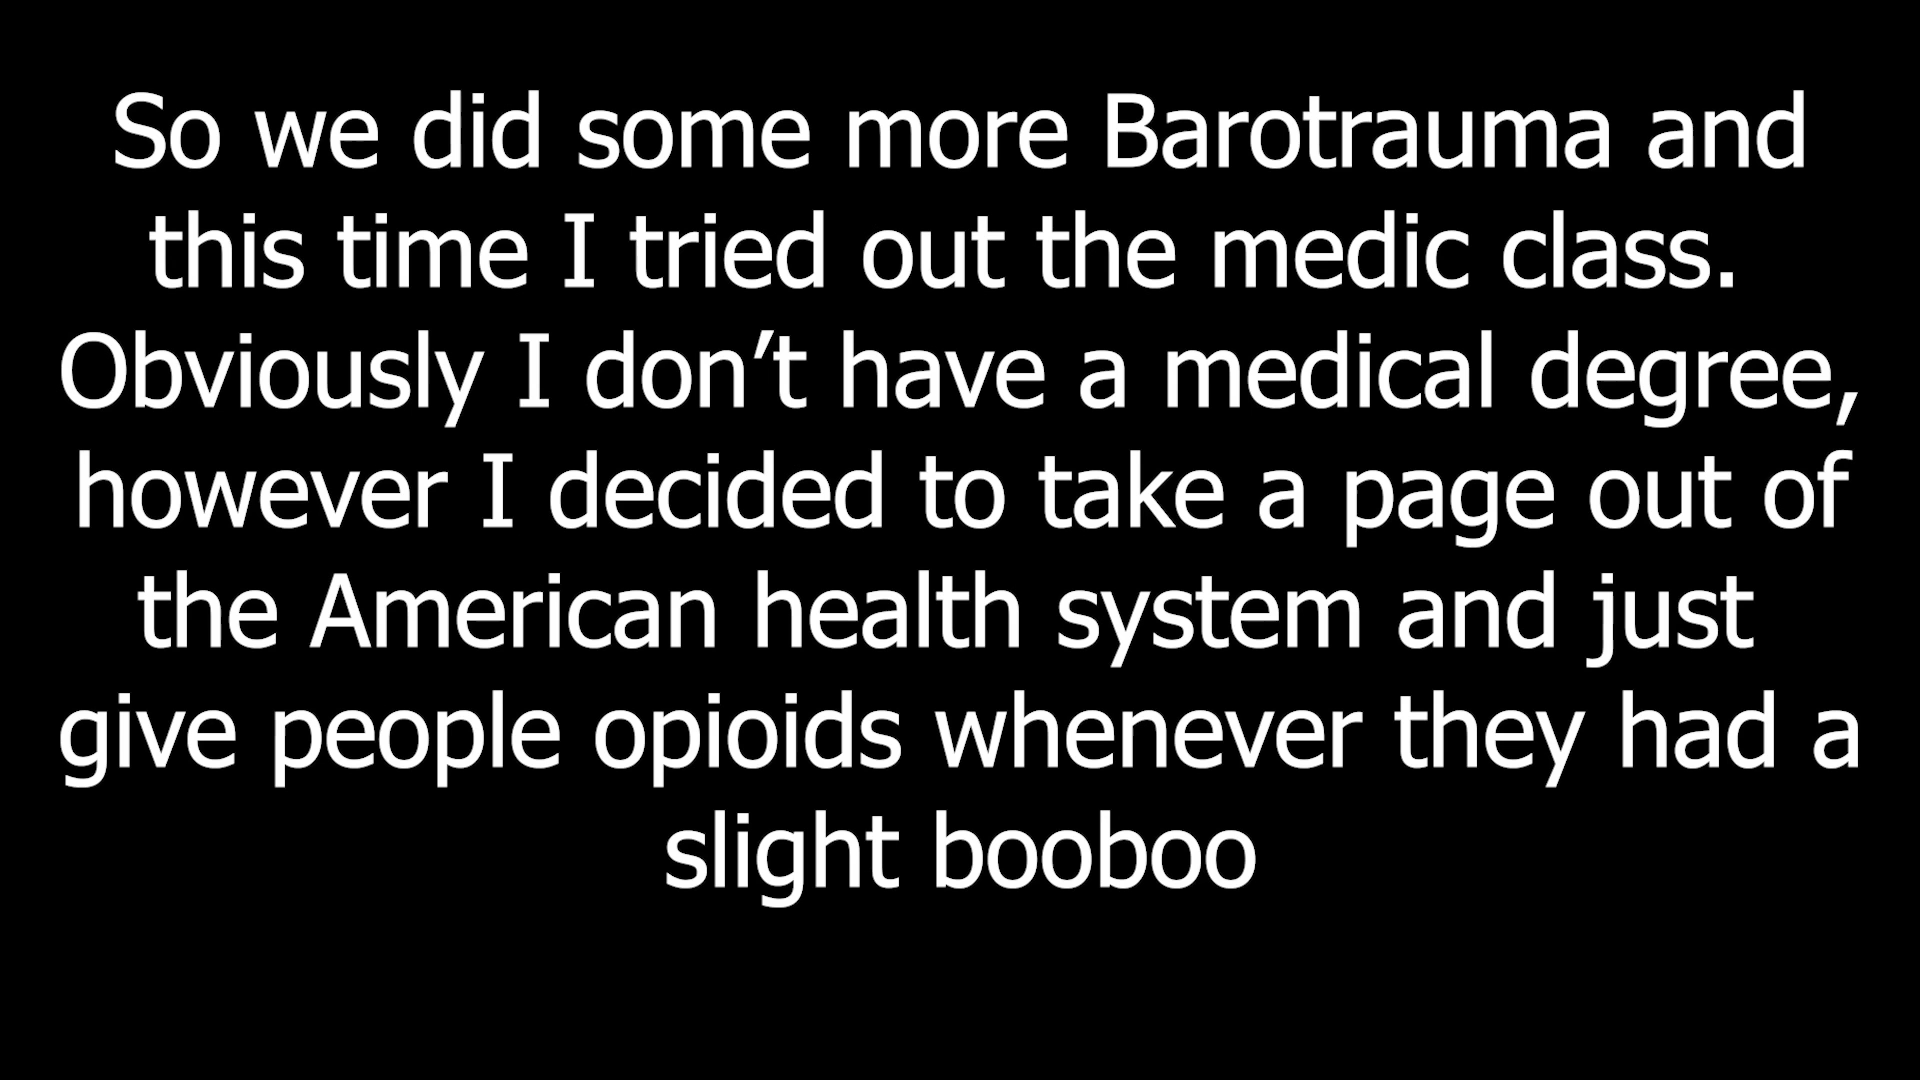 So we did some more Barotrauma and
this time I tried out the medic class.
Obviously I don’t have a medical degree,
however I decided to take a page out of
the American health system and just
give people opioids whenever they had a
slight booboo